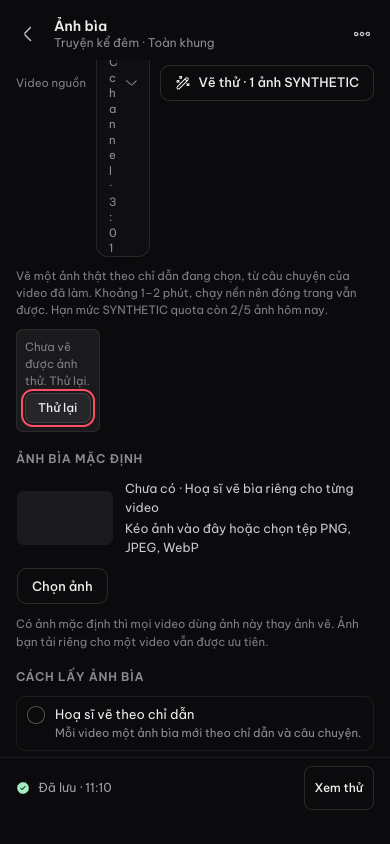 Ảnh bìa
Truyện kể đêm · Toàn khung
Video nguồn
C
c
h
a
n
n
e
l
·
3
:
0
1
Vẽ thử · 1 ảnh SYNTHETIC
Vẽ một ảnh thật theo chỉ dẫn đang chọn, từ câu chuyện của
video đã làm. Khoảng 1–2 phút, chạy nền nên đóng trang vẫn
được. Hạn mức SYNTHETIC quota còn 2/5 ảnh hôm nay.
Chưa vẽ
được ảnh
thử. Thử lại.
Thử lại
ẢNH BÌA MẶC ĐỊNH
Chưa có · Hoạ sĩ vẽ bìa riêng cho từng
video
Kéo ảnh vào đây hoặc chọn tệp PNG,
JPEG, WebP
Chọn ảnh
Có ảnh mặc định thì mọi video dùng ảnh này thay ảnh vẽ. Ảnh
bạn tải riêng cho một video vẫn được ưu tiên.
CÁCH LẤY ẢNH BÌA
Hoạ sĩ vẽ theo chỉ dẫn
Mỗi video một ảnh bìa mới theo chỉ dẫn và câu chuyện.
Đã lưu · 11:10
Xem thử